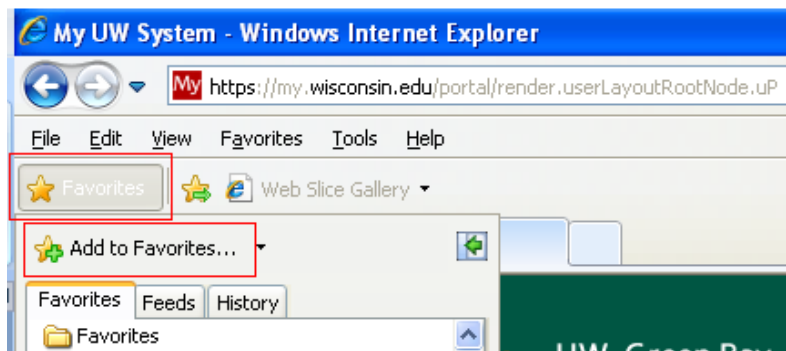 My UW System - Windows Internet Explorer
My https://my.wisconsin.edu/portal/render.userLayoutRootNode.uP
File Edit View Favorites Tools Help
Favorites Web Slice Gallery
Add to Favorites...
Favorites Feeds History
Favorites
UW Green Bay